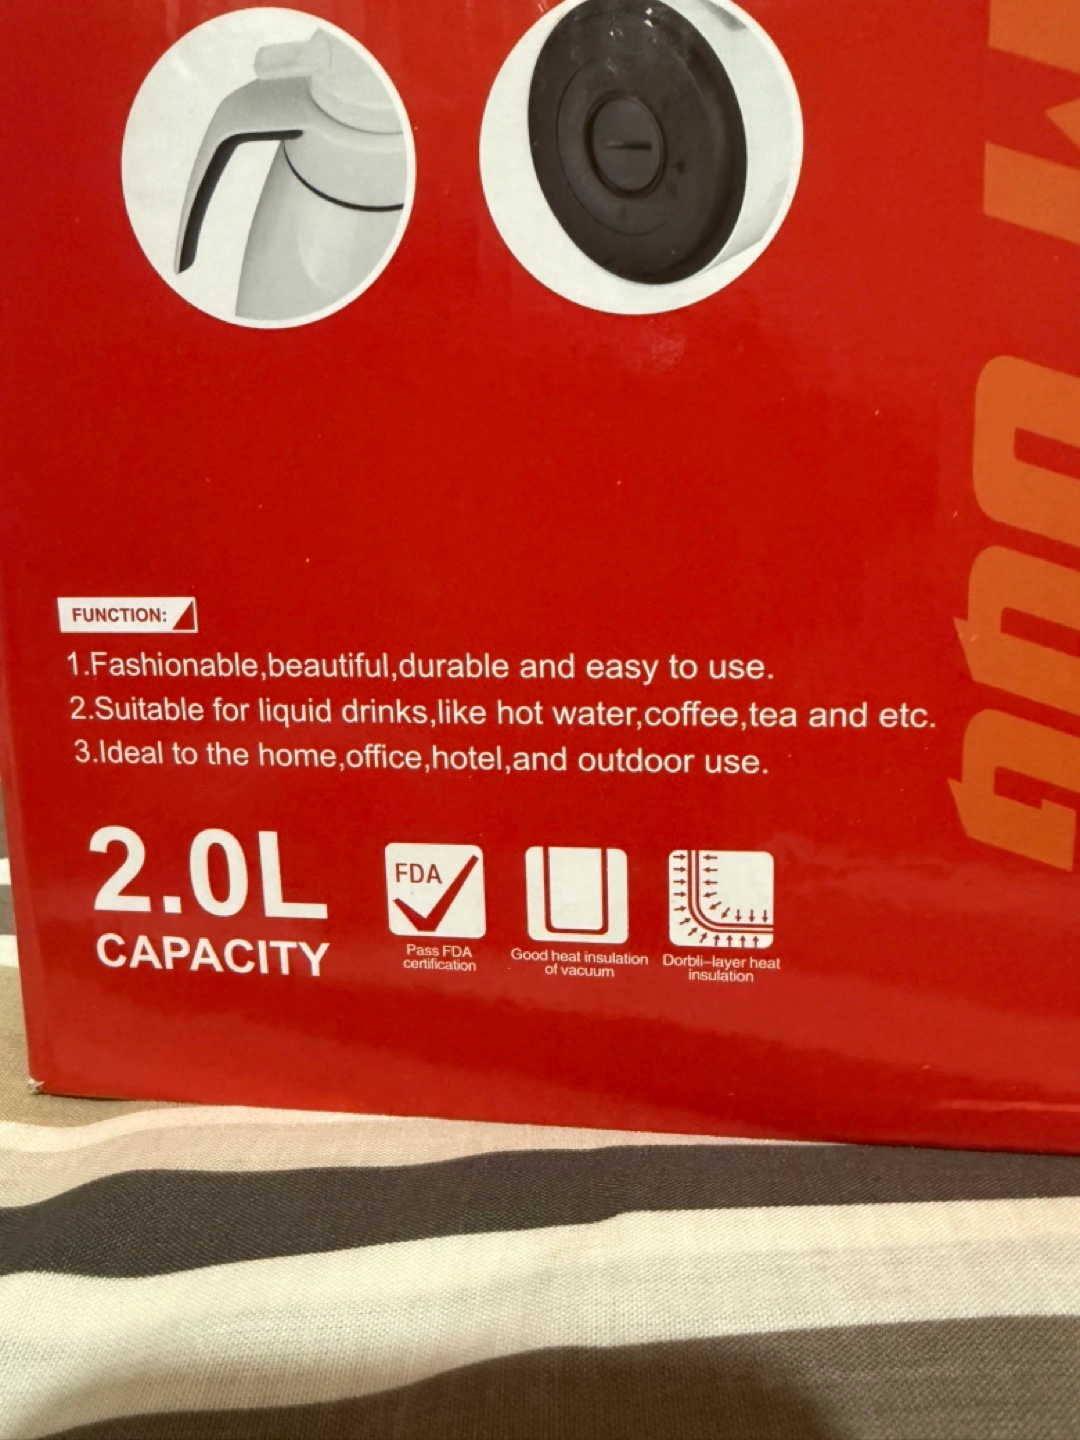 FUNCTION:
1.Fashionable,beautiful,durable and easy to use.
2.Suitable for liquid drinks,like hot water,coffee,tea and etc.
3.Ideal to the home,office,hotel,and outdoor use.
2.0L
CAPACITY
FDA
Pass FDA
certification
Good heat insulation
of vacuum
Dorbli-layer heat
insulation